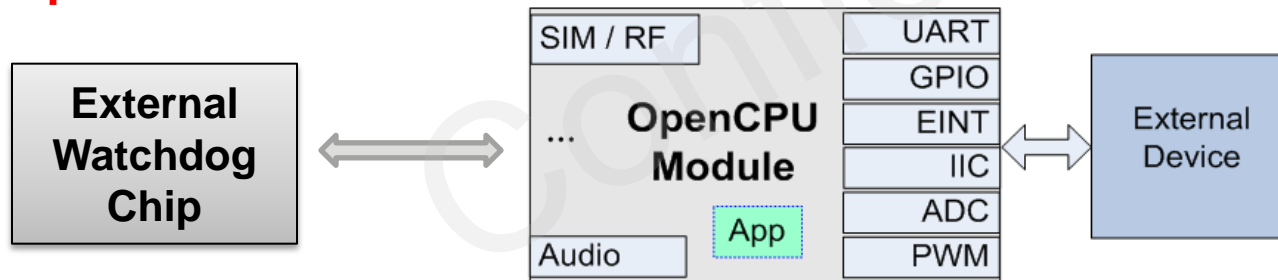 External
Watchdog
Chip
SIM / RF
...
OpenCPU
Module
App
Audio
UART
GPIO
EINT
IIC
ADC
PWM
External
Device